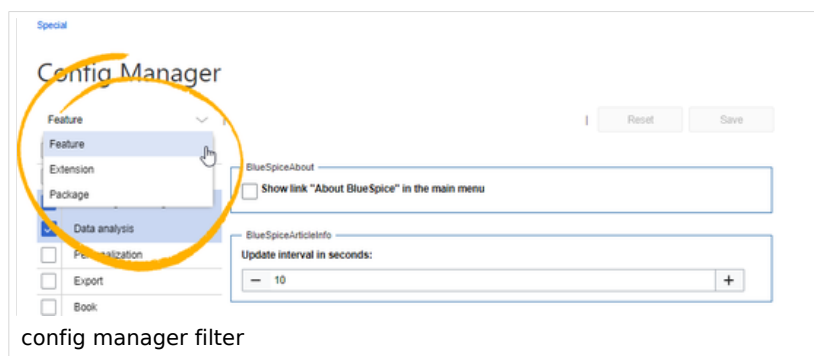 Special
Config Manager
Feature
Reset Save
Feature
Extension
Package
BlueSpiceAbout
Show link "About BlueSpice" in the main menu
Data analysis
BlueSpiceArticleInfo
Personalization
Update interval in seconds:
Export
− 10 +
Book
config manager filter